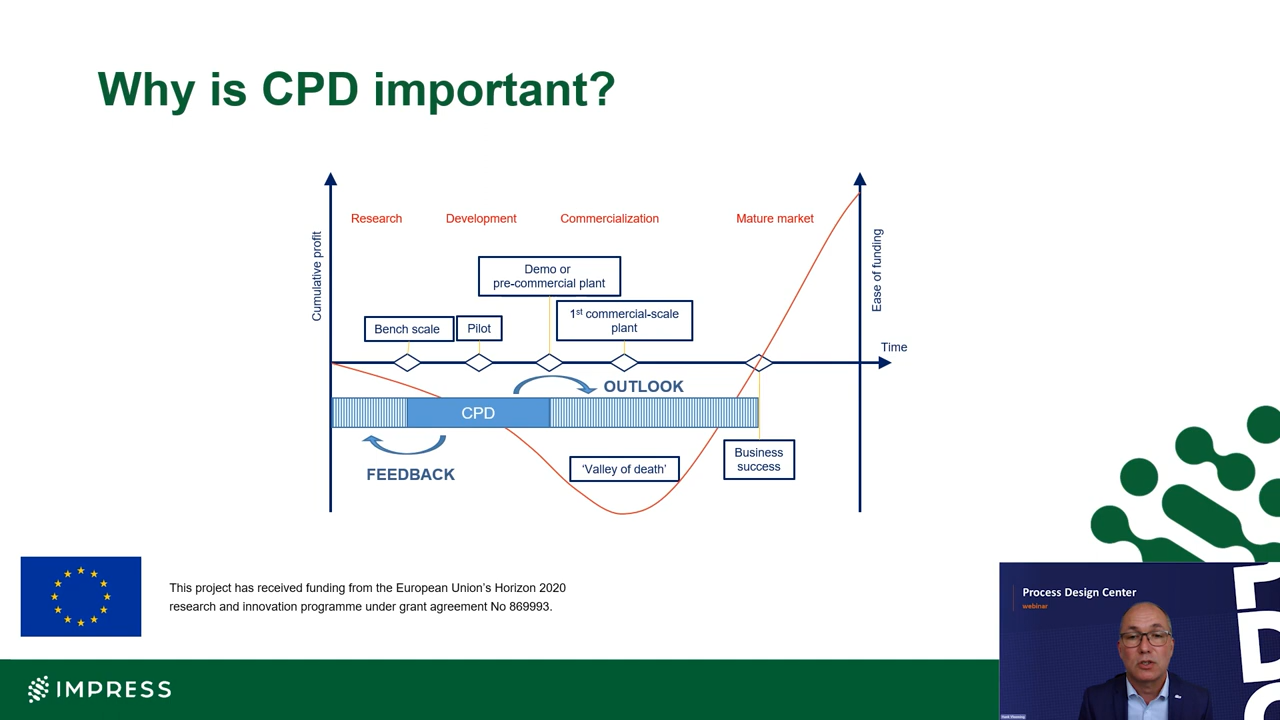 Why is CPD important?
Research
Development
Commercialization
Mature market
Cumulative profit
Ease of funding
Demo or
pre-commercial plant
1st commercial-scale
plant
Bench scale
Pilot
Time
OUTLOOK
CPD
FEEDBACK
'Valley of death'
Business
success
This project has received funding from the European Union's Horizon 2020
research and innovation programme under grant agreement No 869993.
Process Design Center
webinar
IMPRESS